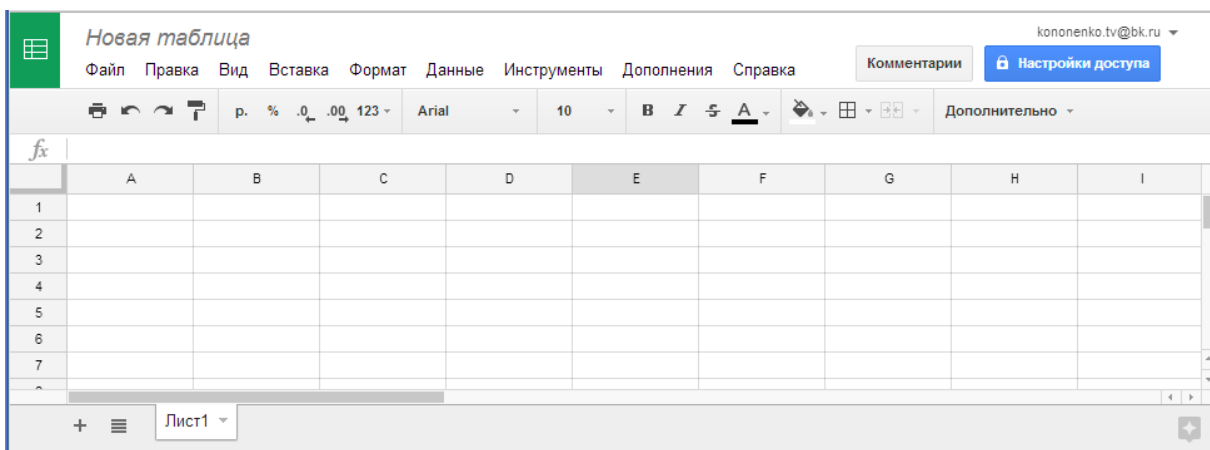 Новая таблица
kononenko.tv@bk.ru
Файл Правка Вид Вставка Формат Данные Инструменты Дополнения Справка
Комментарии
Настройки доступа
р. % .0 .00 123 Arial 10 B I S A Дополнительно
fx
A B C D E F G H I
1
2
3
4
5
6
7
Лист1